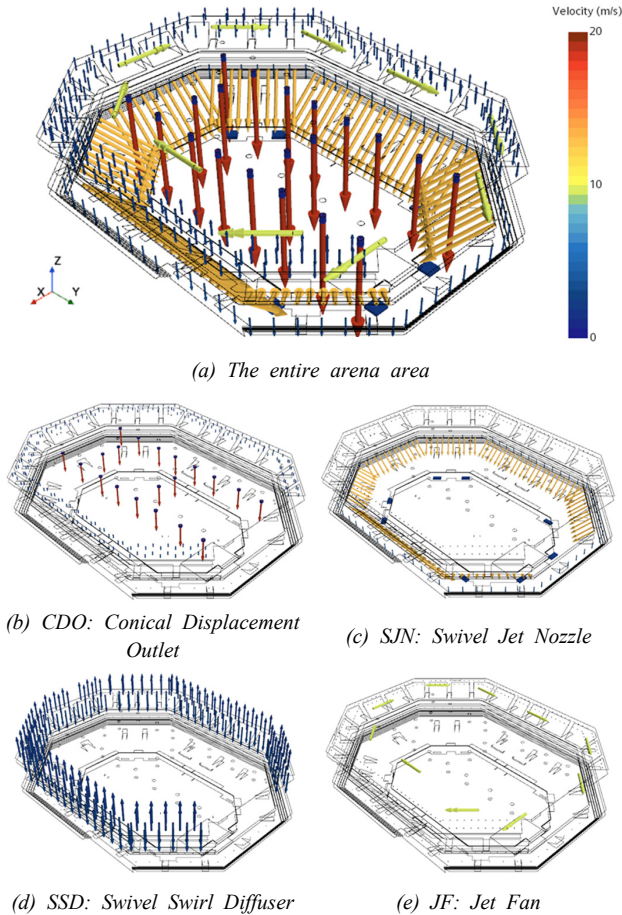 Velocity (m/s)
20
10
0
Z
X
Y
(a) The entire arena area
(b) CDO: Conical Displacement
Outlet
(c) SJN: Swivel Jet Nozzle
(d) SSD: Swivel Swirl Diffuser
(e) JF: Jet Fan